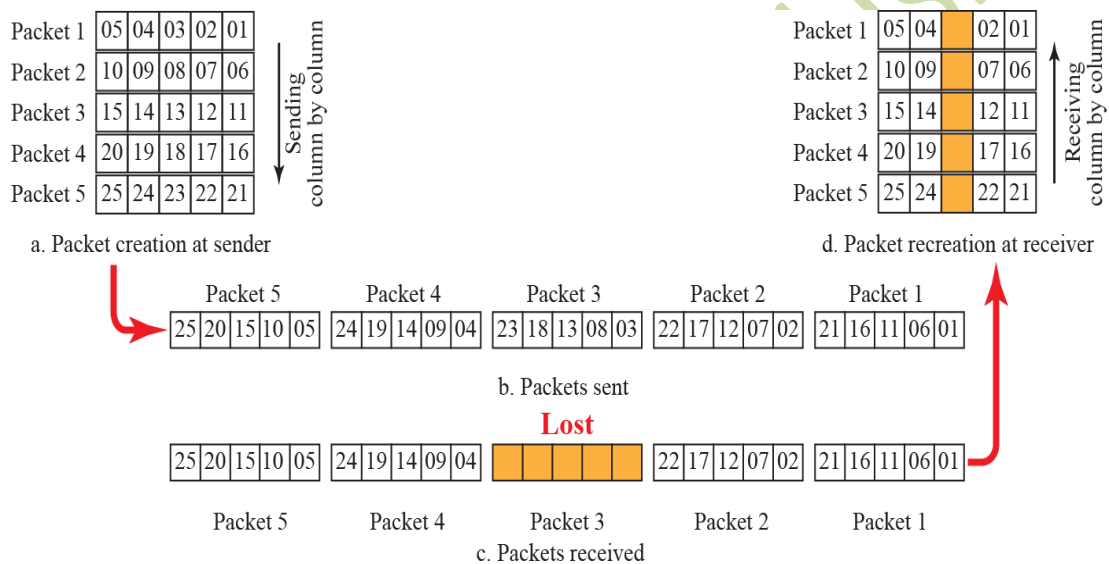 Packet 1 05 04 03 02 01
Packet 2 10 09 08 07 06
Packet 3 15 14 13 12 11
Packet 4 20 19 18 17 16
Packet 5 25 24 23 22 21
Sending
column by column
a. Packet creation at sender
Packet 1 05 04 02 01
Packet 2 10 09 07 06
Packet 3 15 14 12 11
Packet 4 20 19 17 16
Packet 5 25 24 22 21
Receiving
column by column
d. Packet recreation at receiver
Packet 5 Packet 4 Packet 3 Packet 2 Packet 1
25 20 15 10 05 24 19 14 09 04 23 18 13 08 03 22 17 12 07 02 21 16 11 06 01
b. Packets sent
Lost
25 20 15 10 05 24 19 14 09 04 22 17 12 07 02 21 16 11 06 01
Packet 5 Packet 4 Packet 3 Packet 2 Packet 1
c. Packets received